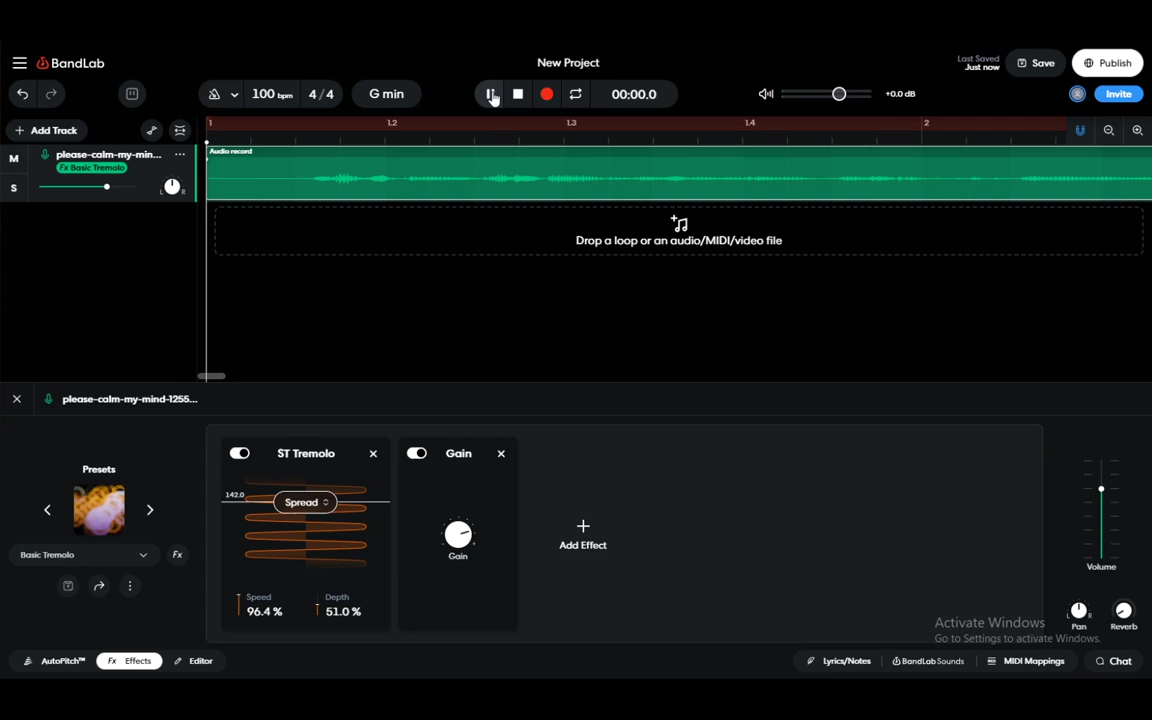 BandLab
New Project
Last Saved
Just now
Save
Publish
100 bpm
4/4
G min
00:00.0
+0.0 dB
Invite
+ Add Track
1
1.2
1.3
1.4
2
M
please-calm-my-min...
Fx Basic Tremolo
S
L
R
Audio record
Drop a loop or an audio/MIDI/video file
please-calm-my-mind-1255...
Presets
Basic Tremolo
Fx
ST Tremolo
142.0
Spread
Speed
96.4 %
Depth
51.0 %
Gain
Gain
Add Effect
Volume
L
R
Pan
Reverb
Activate Windows
Go to Settings to activate Windows.
AutoPitch™
Fx Effects
Editor
Lyrics/Notes
BandLab Sounds
MIDI Mappings
Chat